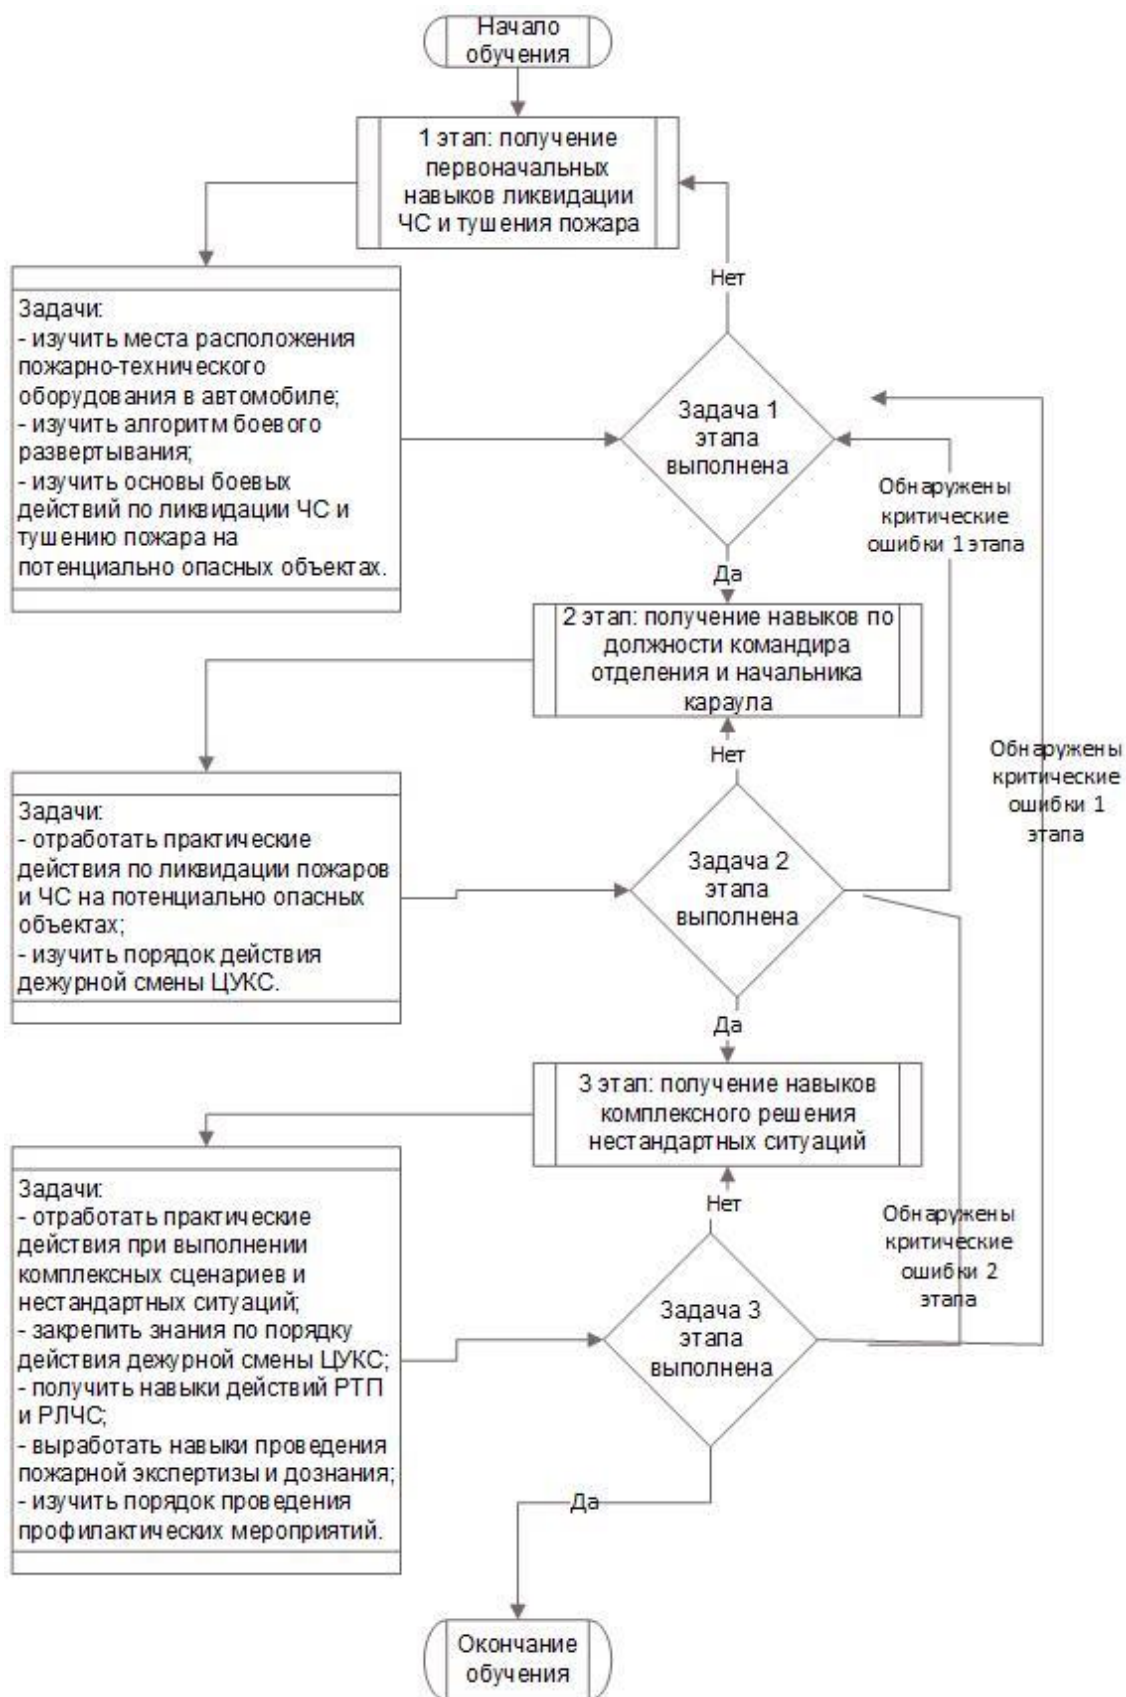 Начало
обучения
1 этап: получение
первоначальных
навыков ликвидации
ЧС и тушения пожара
Нет
Задачи:
- изучить места расположения
пожарно-технического
оборудования в автомобиле;
- изучить алгоритм боевого
развертывания;
- изучить основы боевых
действий по ликвидации ЧС и
тушению пожара на
потенциально опасных объектах.
Задача 1
этапа
выполнена
Обнаружены
критические
ошибки 1 этапа
Да
2 этап: получение навыков по
должности командира
отделения и начальника
караула
Нет
Обнаружены
критические
ошибки 1
этапа
Задачи:
- отработать практические
действия по ликвидации пожаров
и ЧС на потенциально опасных
объектах;
- изучить порядок действия
дежурной смены ЦУКС.
Задача 2
этапа
выполнена
Да
3 этап: получение навыков
комплексного решения
нестандартных ситуаций
Нет
Обнаружены
критические
ошибки 2
этапа
Задачи:
- отработать практические
действия при выполнении
комплексных сценариев и
нестандартных ситуаций;
- закрепить знания по порядку
действия дежурной смены ЦУКС;
- получить навыки действий РТП
и РЛЧС;
- выработать навыки проведения
пожарной экспертизы и дознания;
- изучить порядок проведения
профилактических мероприятий.
Задача 3
этапа
выполнена
Да
Окончание
обучения